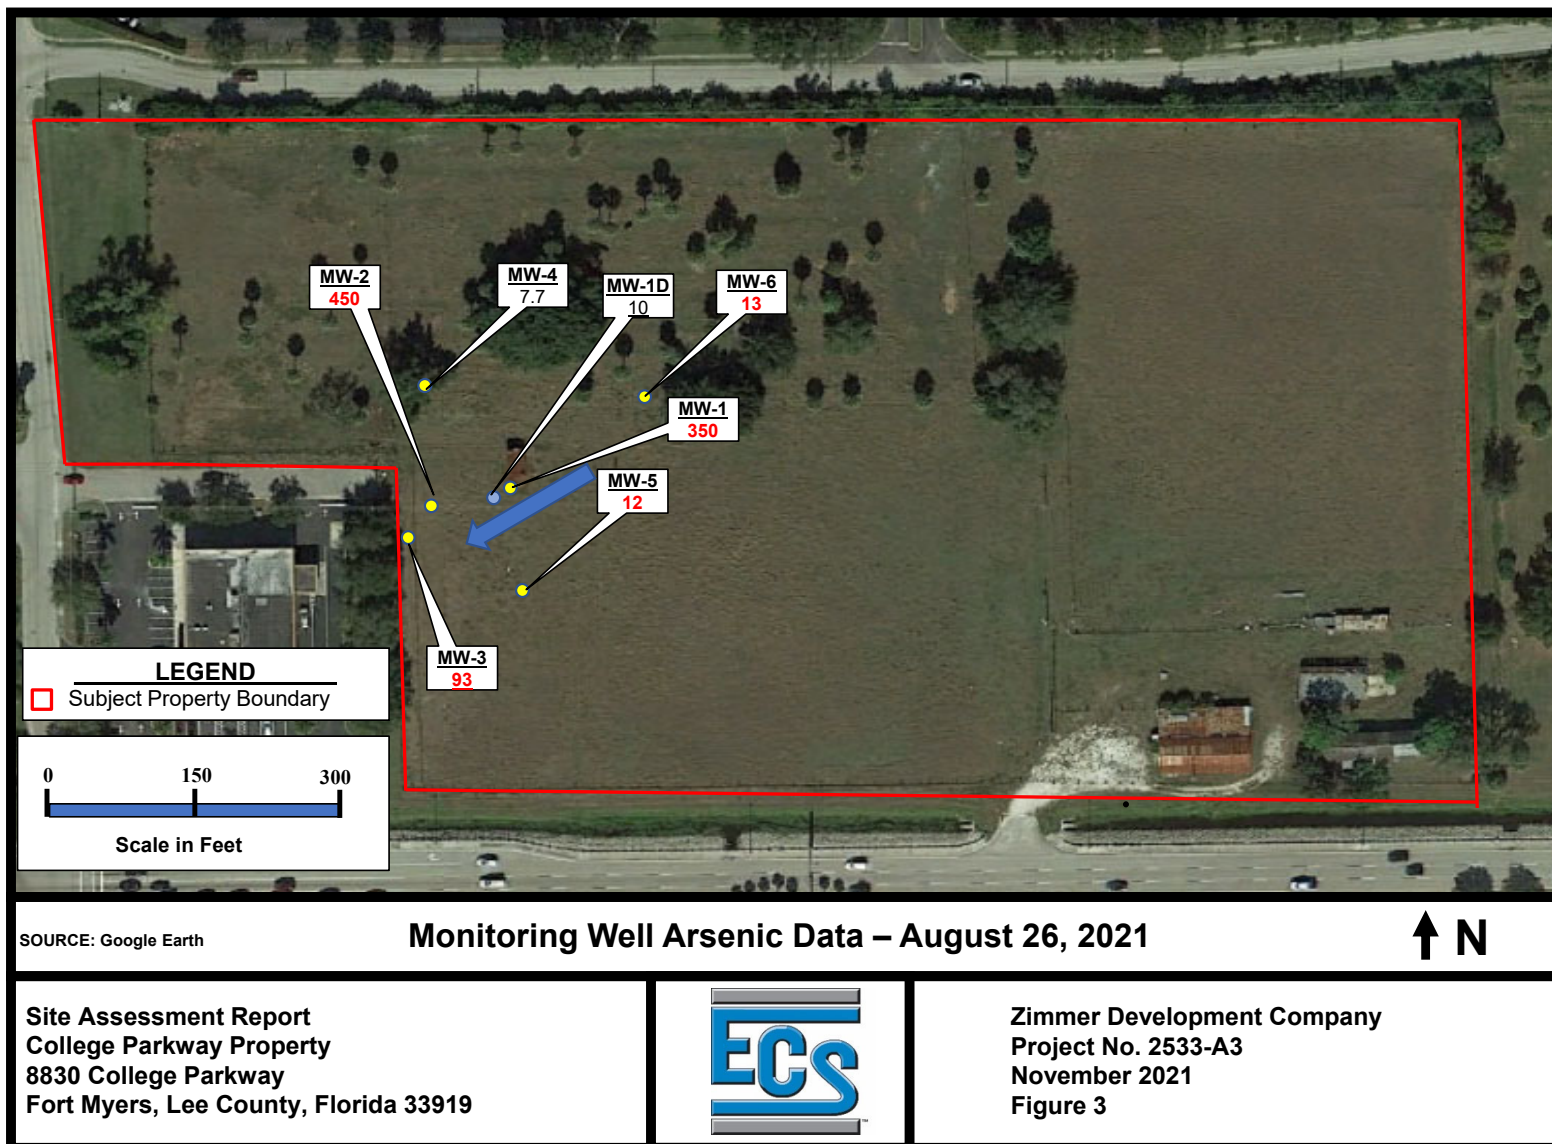 MW-2
450
MW-4
7.7
MW-1D
10
MW-6
13
MW-1
350
MW-5
12
MW-3
93
LEGEND
Subject Property Boundary
0 150 300
Scale in Feet
SOURCE: Google Earth
Monitoring Well Arsenic Data – August 26, 2021
N
Site Assessment Report
College Parkway Property
8830 College Parkway
Fort Myers, Lee County, Florida 33919
ECS
™
Zimmer Development Company
Project No. 2533-A3
November 2021
Figure 3